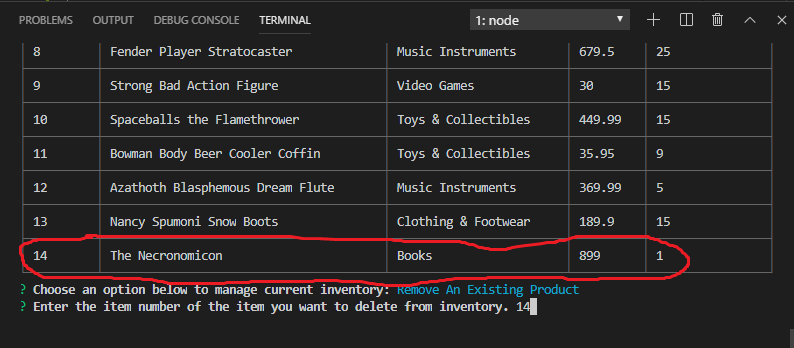 PROBLEMS OUTPUT DEBUG CONSOLE TERMINAL 1: node
8 Fender Player Stratocaster Music Instruments 679.5 25
9 Strong Bad Action Figure Video Games 30 15
10 Spaceballs the Flamethrower Toys & Collectibles 449.99 15
11 Bowman Body Beer Cooler Coffin Toys & Collectibles 35.95 9
12 Azathoth Blasphemous Dream Flute Music Instruments 369.99 5
13 Nancy Spumoni Snow Boots Clothing & Footwear 189.9 15
14 The Necronomicon Books 899 1
? Choose an option below to manage current inventory: Remove An Existing Product
? Enter the item number of the item you want to delete from inventory. 14